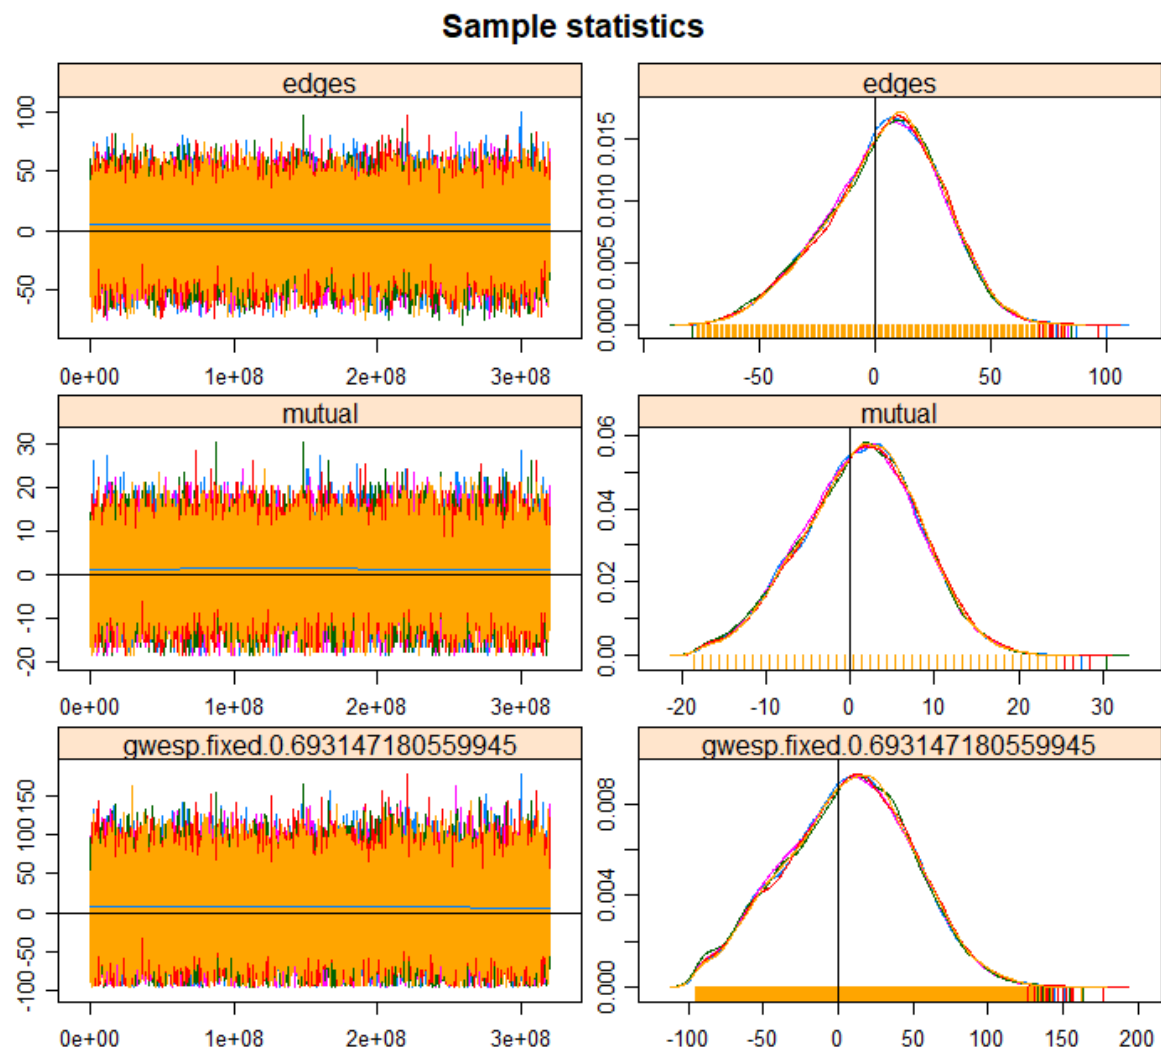 Sample statistics
edges
edges
100
50
0
-50
0.015
0.010
0.005
0.000
0e+00 1e+08 2e+08 3e+08
-50 0 50 100
mutual
mutual
30
20
10
0
-10
-20
0.06
0.04
0.02
0.00
0e+00 1e+08 2e+08 3e+08
-20 -10 0 10 20 30
gwesp.fixed.0.693147180559945
gwesp.fixed.0.693147180559945
150
100
50
0
-50
-100
0.008
0.004
0.000
0e+00 1e+08 2e+08 3e+08
-100 -50 0 50 100 150 200